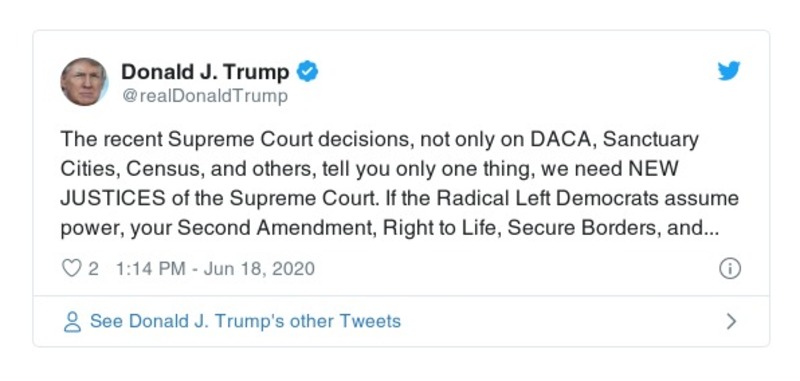 Donald J. Trump
@realDonaldTrump
The recent Supreme Court decisions, not only on DACA, Sanctuary
Cities, Census, and others, tell you only one thing, we need NEW
JUSTICES of the Supreme Court. If the Radical Left Democrats assume
power, your Second Amendment, Right to Life, Secure Borders, and...
2 1:14 PM - Jun 18, 2020
See Donald J. Trump's other Tweets